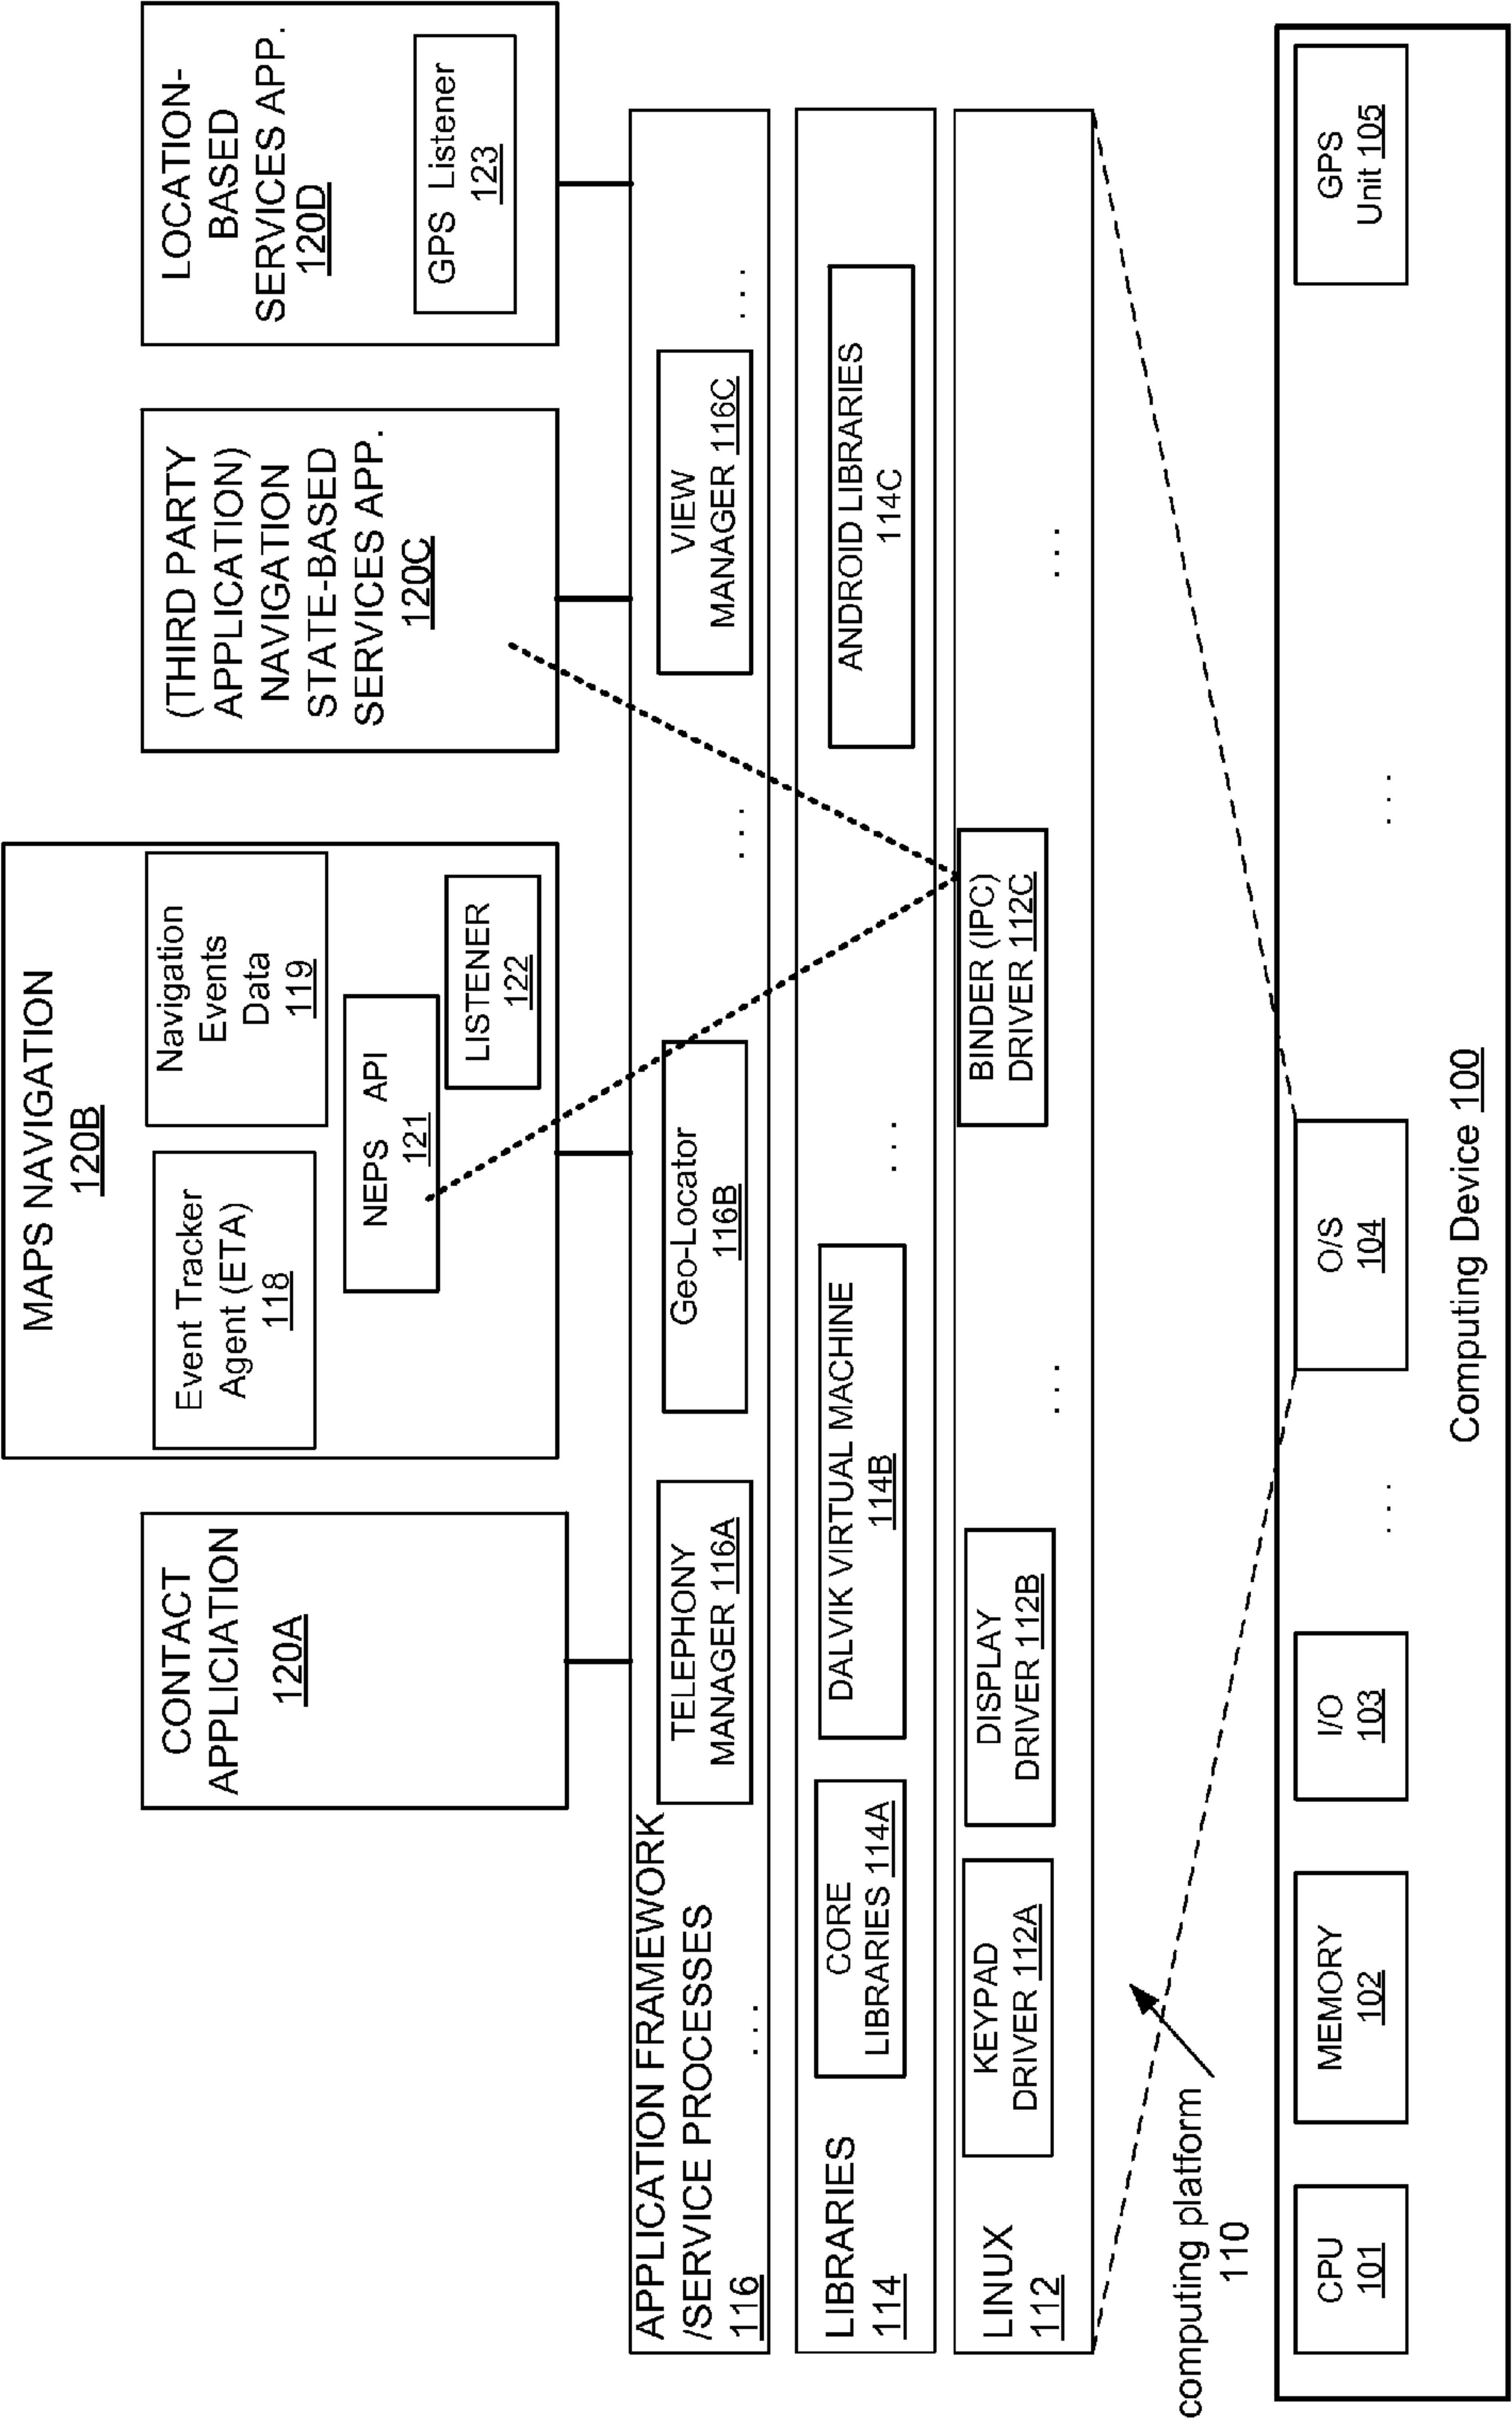 CONTACT
APPLICIATION
120A
MAPS NAVIGATION
120B
Event Tracker
Agent (ETA)
118
Navigation
Events
Data
119
NEPS API
121
LISTENER
122
(THIRD PARTY
APPLICATION)
NAVIGATION
STATE-BASED
SERVICES APP.
120C
LOCATION-
BASED
SERVICES APP.
120D
GPS Listener
123
APPLICATION FRAMEWORK
/SERVICE PROCESSES
116
. . .
TELEPHONY
MANAGER 116A
Geo-Locator
116B
. . .
VIEW
MANAGER 116C
. . .
LIBRARIES
114
CORE
LIBRARIES 114A
DALVIK VIRTUAL MACHINE
114B
. . .
ANDROID LIBRARIES
114C
LINUX
112
KEYPAD
DRIVER 112A
DISPLAY
DRIVER 112B
. . .
BINDER (IPC)
DRIVER 112C
. . .
computing platform
110
CPU
101
MEMORY
102
I/O
103
. . .
O/S
104
. . .
GPS
Unit 105
Computing Device 100